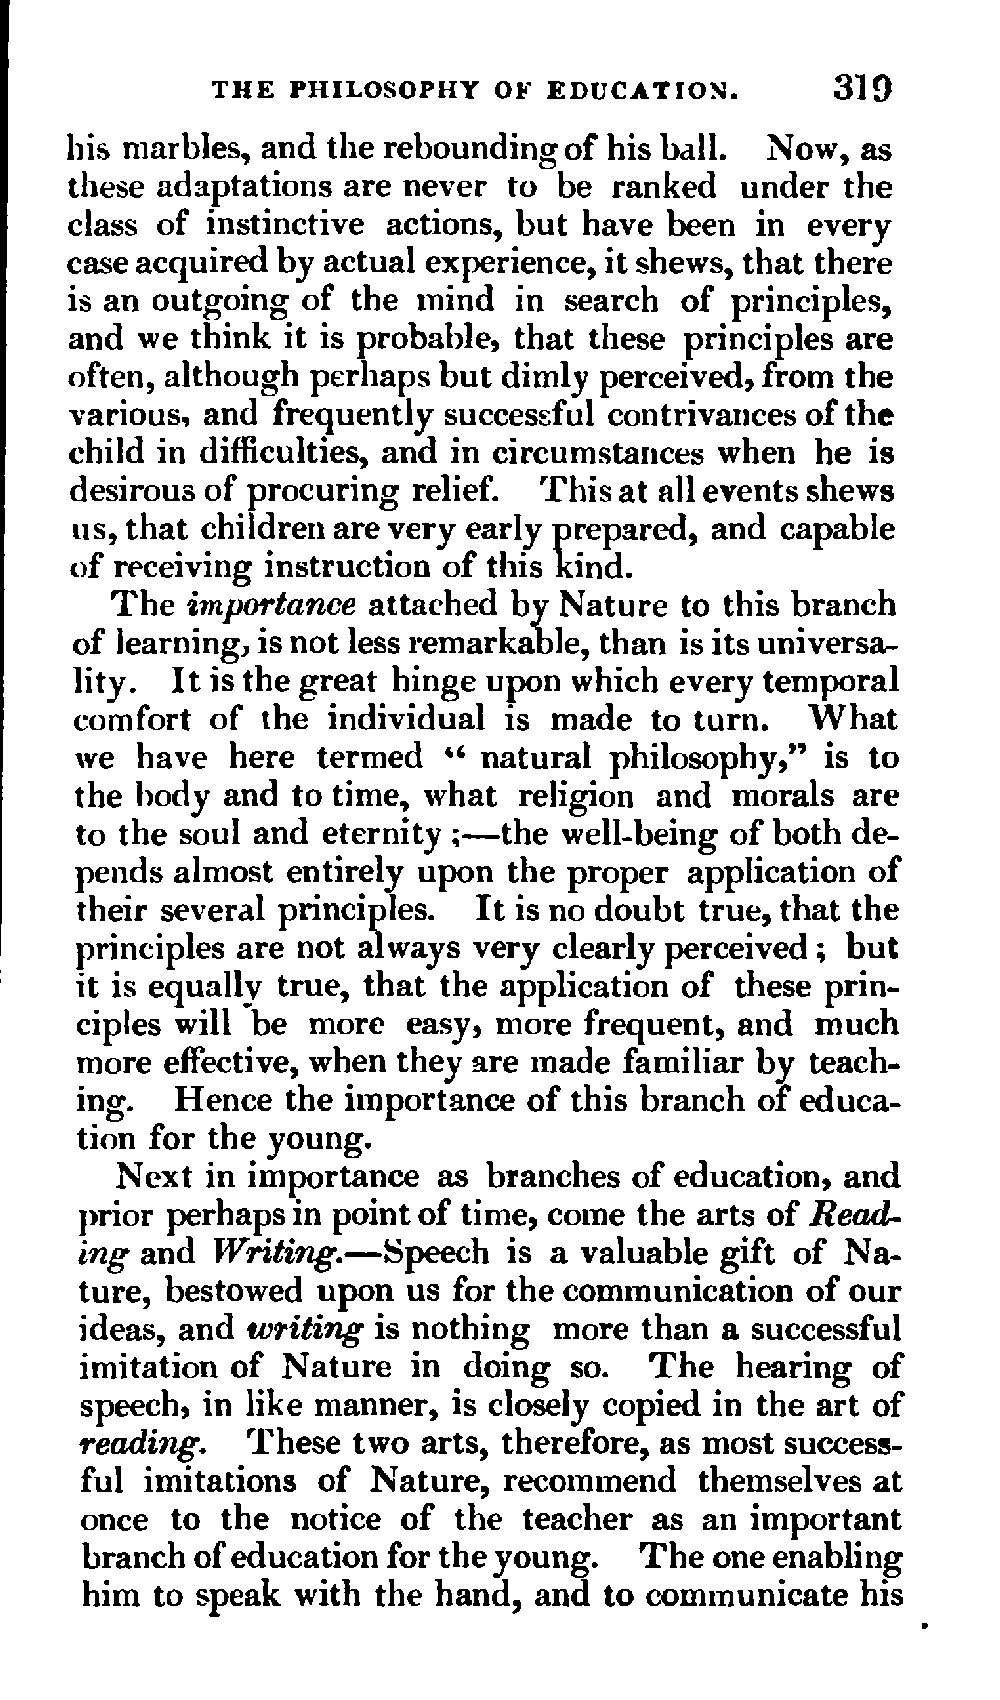 THE PHILOSOPHY OF EDUCATION. 319
his marbles, and the rebounding of his ball. Now, as
these adaptations are never to be ranked under the
class of instinctive actions, but have been in every
case acquired by actual experience, it shews, that there
is an outgoing of the mind in search of principles,
and we think it is probable, that these principles are
often, although perhaps but dimly perceived, from the
various, and frequently successful contrivances of the
child in difficulties, and in circumstances when he is
desirous of procuring relief. This at all events shews
us, that children are very early prepared, and capable
of receiving instruction of this kind.
The importance attached by Nature to this branch
of learning, is not less remarkable, than is its universa-
lity. It is the great hinge upon which every temporal
comfort of the individual is made to turn. What
we have here termed “ natural philosophy,” is to
the body and to time, what religion and morals are
to the soul and eternity ;—the well-being of both de-
pends almost entirely upon the proper application of
their several principles. It is no doubt true, that the
principles are not always very clearly perceived ; but
it is equally true, that the application of these prin-
ciples will be more easy, more frequent, and much
more effective, when they are made familiar by teach-
ing. Hence the importance of this branch of educa-
tion for the young.
Next in importance as branches of education, and
prior perhaps in point of time, come the arts of Read-
ing and Writing.—Speech is a valuable gift of Na-
ture, bestowed upon us for the communication of our
ideas, and writing is nothing more than a successful
imitation of Nature in doing so. The hearing of
speech, in like manner, is closely copied in the art of
reading. These two arts, therefore, as most success-
ful imitations of Nature, recommend themselves at
once to the notice of the teacher as an important
branch of education for the young. The one enabling
him to speak with the hand, and to communicate his